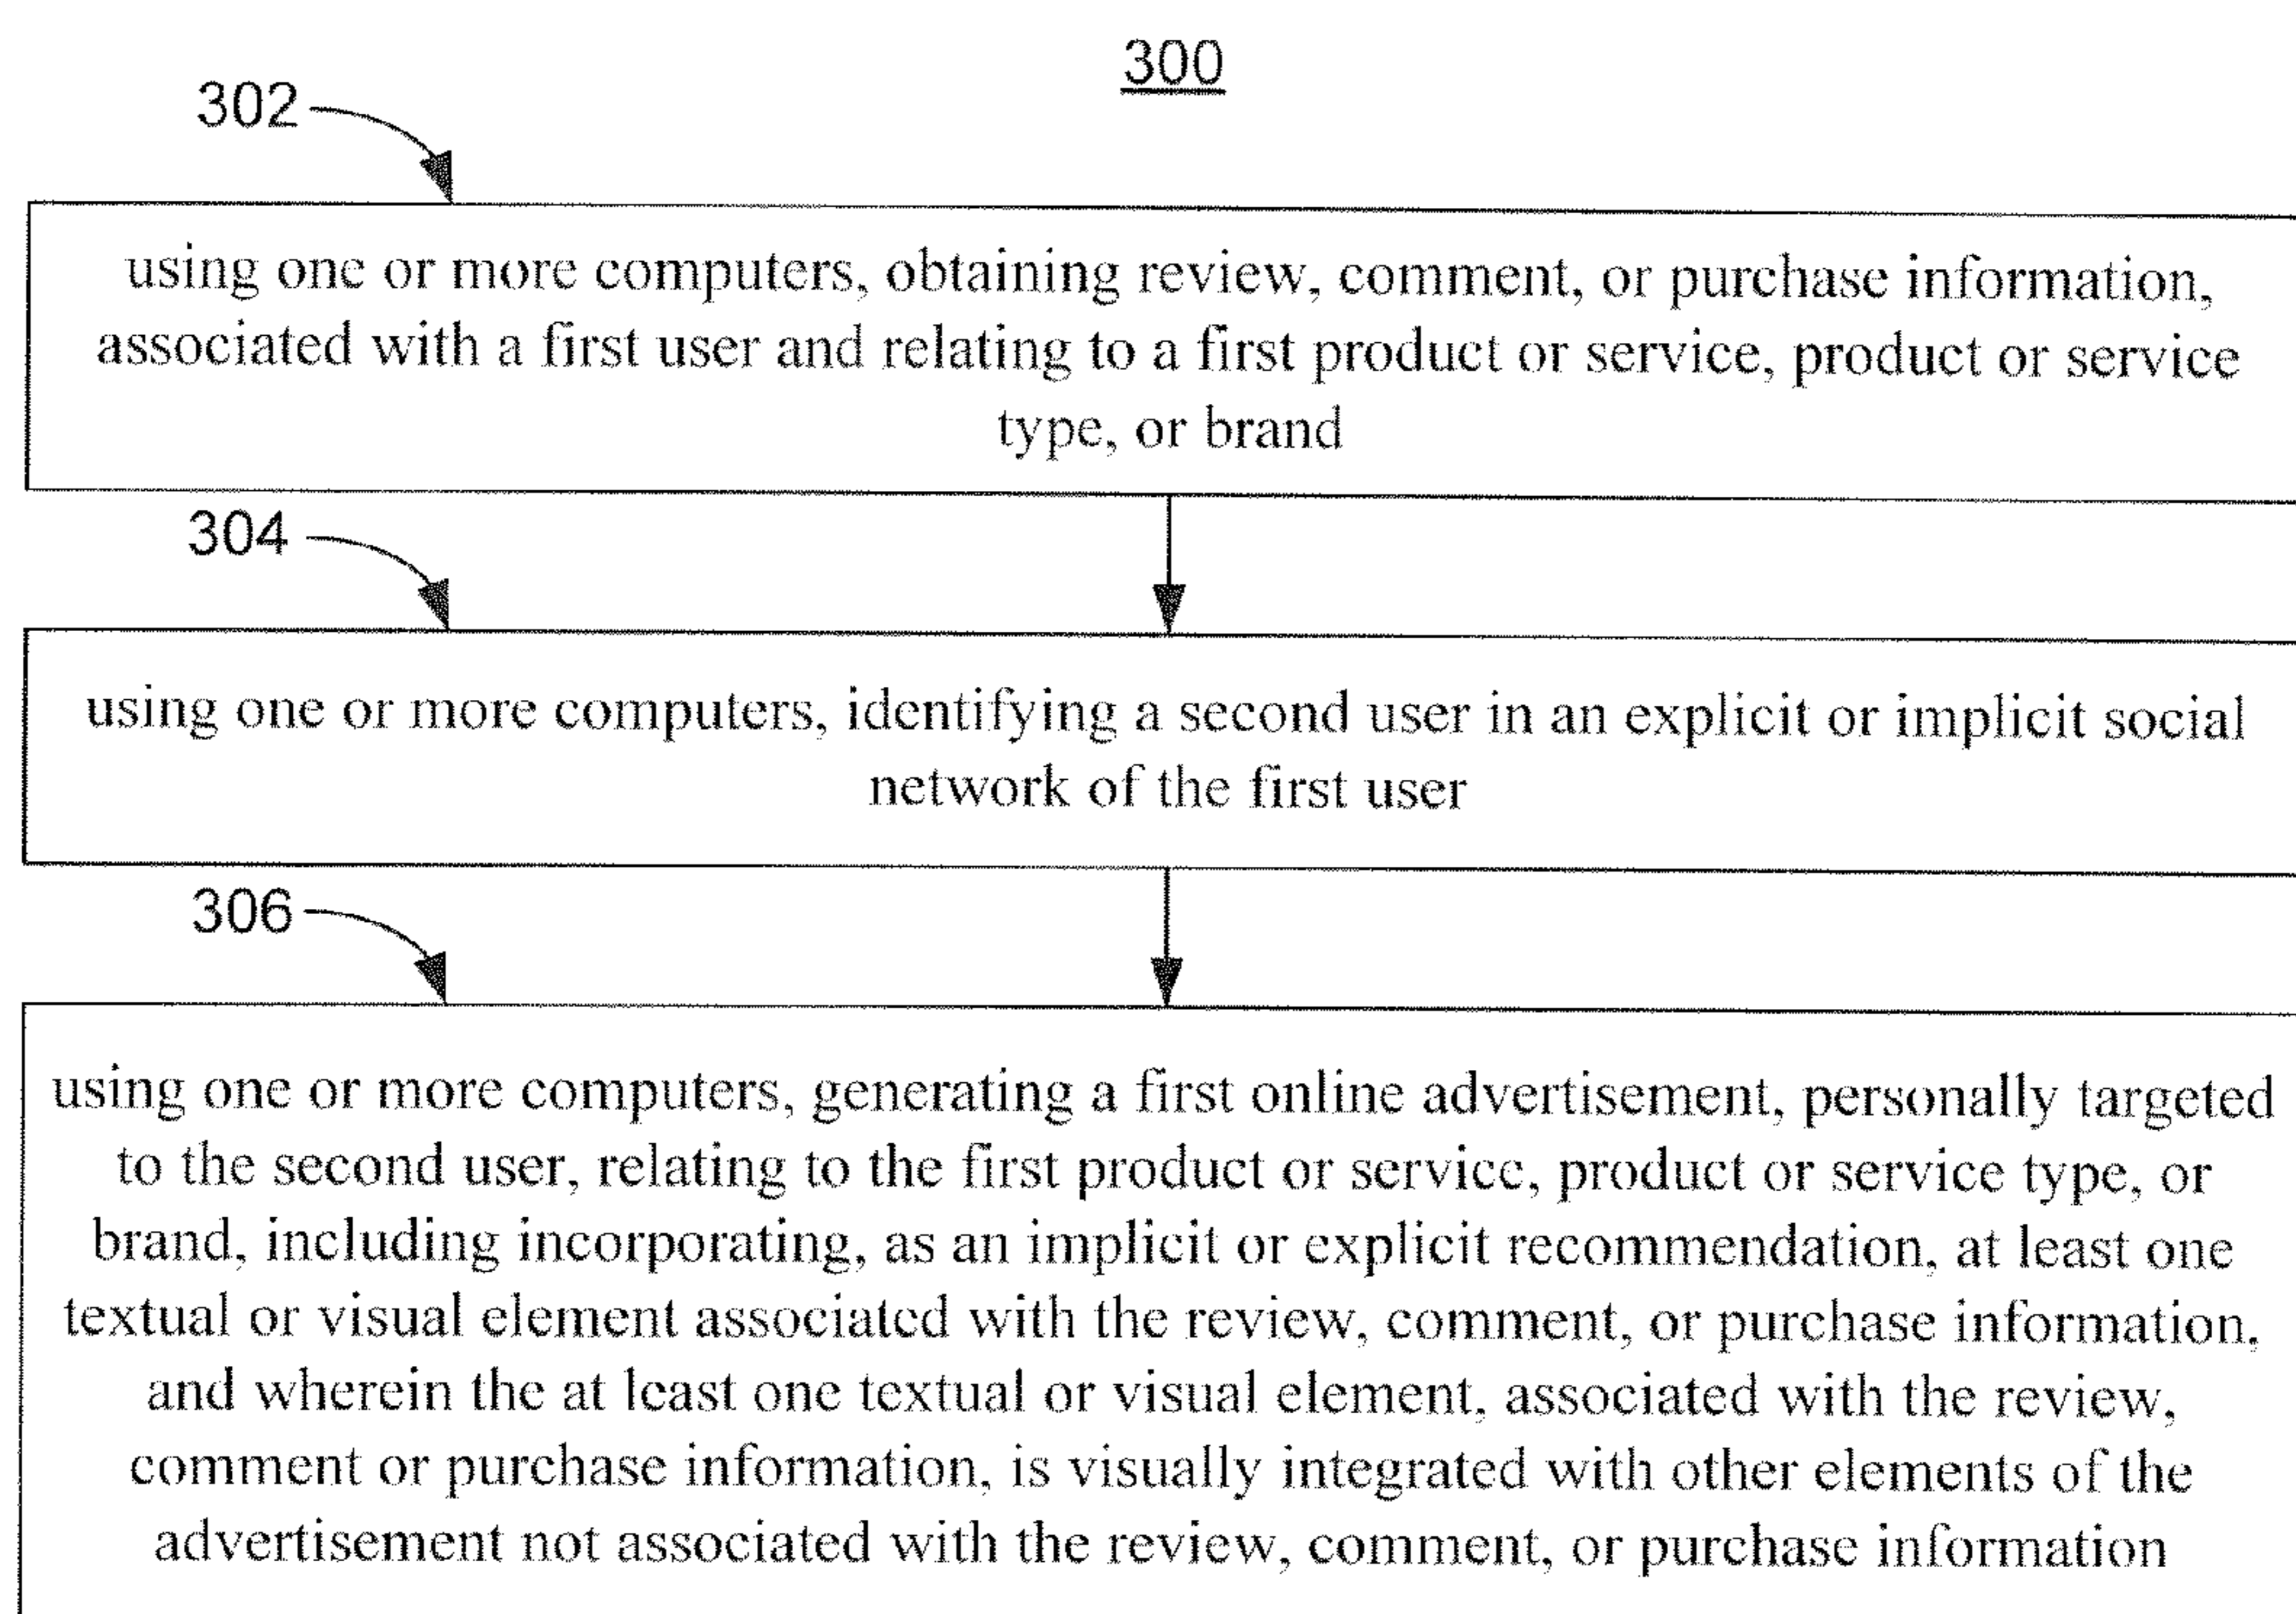 300
302
using one or more computers, obtaining review, comment, or purchase information,
associated with a first user and relating to a first product or service, product or service
type, or brand
304
using one or more computers, identifying a second user in an explicit or implicit social
network of the first user
306
using one or more computers, generating a first online advertisement, personally targeted
to the second user, relating to the first product or service, product or service type, or
brand, including incorporating, as an implicit or explicit recommendation, at least one
textual or visual element associated with the review, comment, or purchase information,
and wherein the at least one textual or visual element, associated with the review,
comment or purchase information, is visually integrated with other elements of the
advertisement not associated with the review, comment, or purchase information